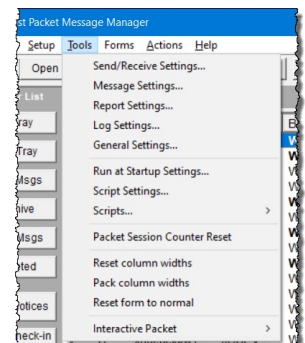 st Packet Message Manager
Setup Tools Forms Actions Help
Open
Send/Receive Settings...
Message Settings...
List
Report Settings...
ray
Log Settings...
Tray
General Settings...
Msgs
Run at Startup Settings...
Script Settings...
hive
Scripts... >
Msgs
Packet Session Counter Reset
ted
Reset column widths
Pack column widths
otices
Reset form to normal
heck-in
Interactive Packet >